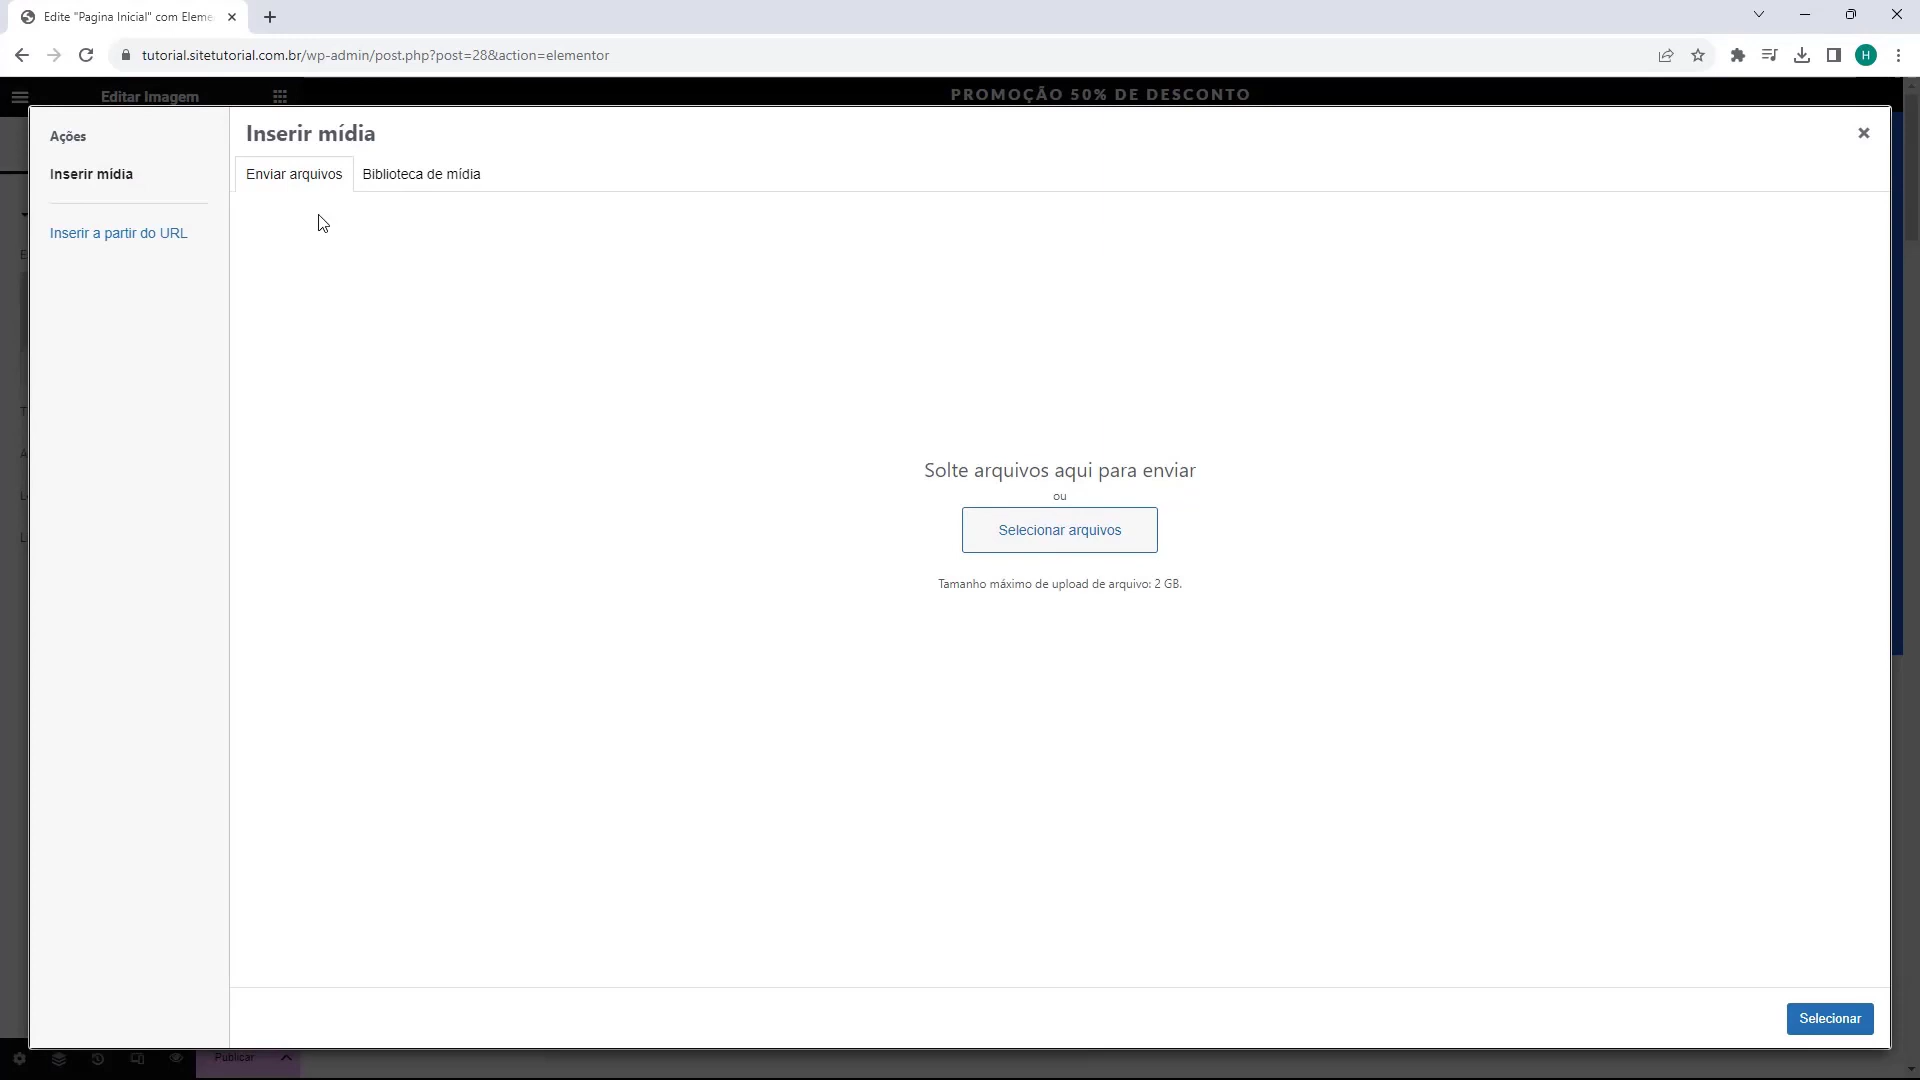 Edite "Pagina Inicial" com Eleme
tutorial.sitetutorial.com.br/wp-admin/post.php?post=28&action=elementor
H
Editar Imagem
PROMOÇÃO 50% DE DESCONTO
Ações
Inserir mídia
Inserir a partir do URL
Inserir mídia
Enviar arquivos
Biblioteca de mídia
Solte arquivos aqui para enviar
ou
Selecionar arquivos
Tamanho máximo de upload de arquivo: 2 GB.
Selecionar
Publicar